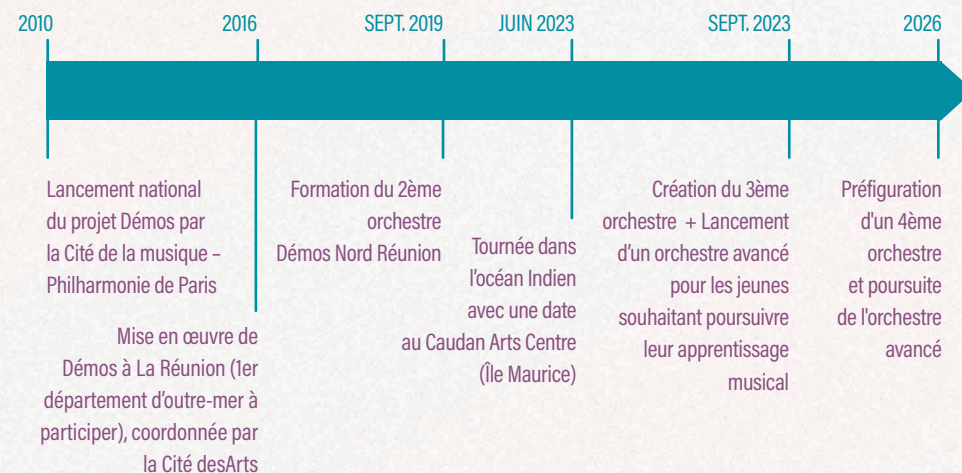 2010
2016
SEPT. 2019
JUIN 2023
SEPT. 2023
2026
Lancement national
du projet Démos par
la Cité de la musique –
Philharmonie de Paris
Mise en œuvre de
Démos à La Réunion (1er
département d'outre-mer à
participer), coordonnée par
la Cité desArts
Formation du 2ème
orchestre
Démos Nord Réunion
Tournée dans
l'océan Indien
avec une date
au Caudan Arts Centre
(Île Maurice)
Création du 3ème
orchestre + Lancement
d'un orchestre avancé
pour les jeunes
souhaitant poursuivre
leur apprentissage
musical
Préfiguration
d'un 4ème
orchestre
et poursuite
de l'orchestre
avancé